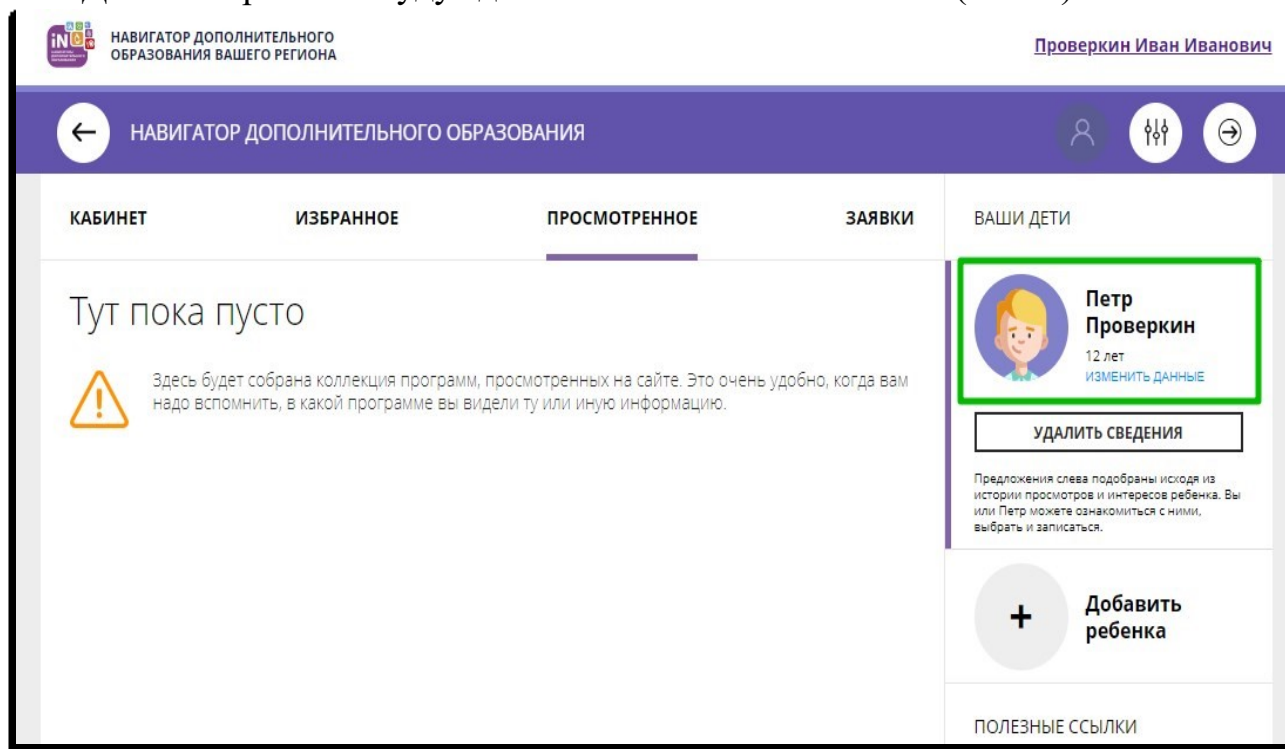 НАВИГАТОР ДОПОЛНИТЕЛЬНОГО
ОБРАЗОВАНИЯ ВАШЕГО РЕГИОНА
Проверкин Иван Иванович
НАВИГАТОР ДОПОЛНИТЕЛЬНОГО ОБРАЗОВАНИЯ
КАБИНЕТ
ИЗБРАННОЕ
ПРОСМОТРЕННОЕ
ЗАЯВКИ
Тут пока пусто
Здесь будет собрана коллекция программ, просмотренных на сайте. Это очень удобно, когда вам
надо вспомнить, в какой программе вы видели ту или иную информацию.
ВАШИ ДЕТИ
Петр
Проверкин
12 лет
ИЗМЕНИТЬ ДАННЫЕ
УДАЛИТЬ СВЕДЕНИЯ
Предложения слева подобраны исходя из
истории просмотров и интересов ребенка. Вы
или Петр можете ознакомиться с ними,
выбрать и записаться.
+
Добавить
ребенка
ПОЛЕЗНЫЕ ССЫЛКИ